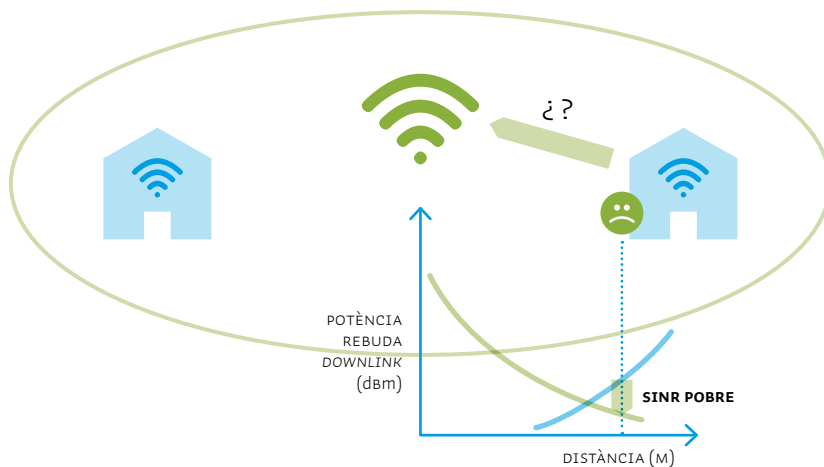 ¿ ?
POTÈNCIA
REBUDA
DOWNLINK
(dBm)
SINR POBRE
DISTÀNCIA (M)